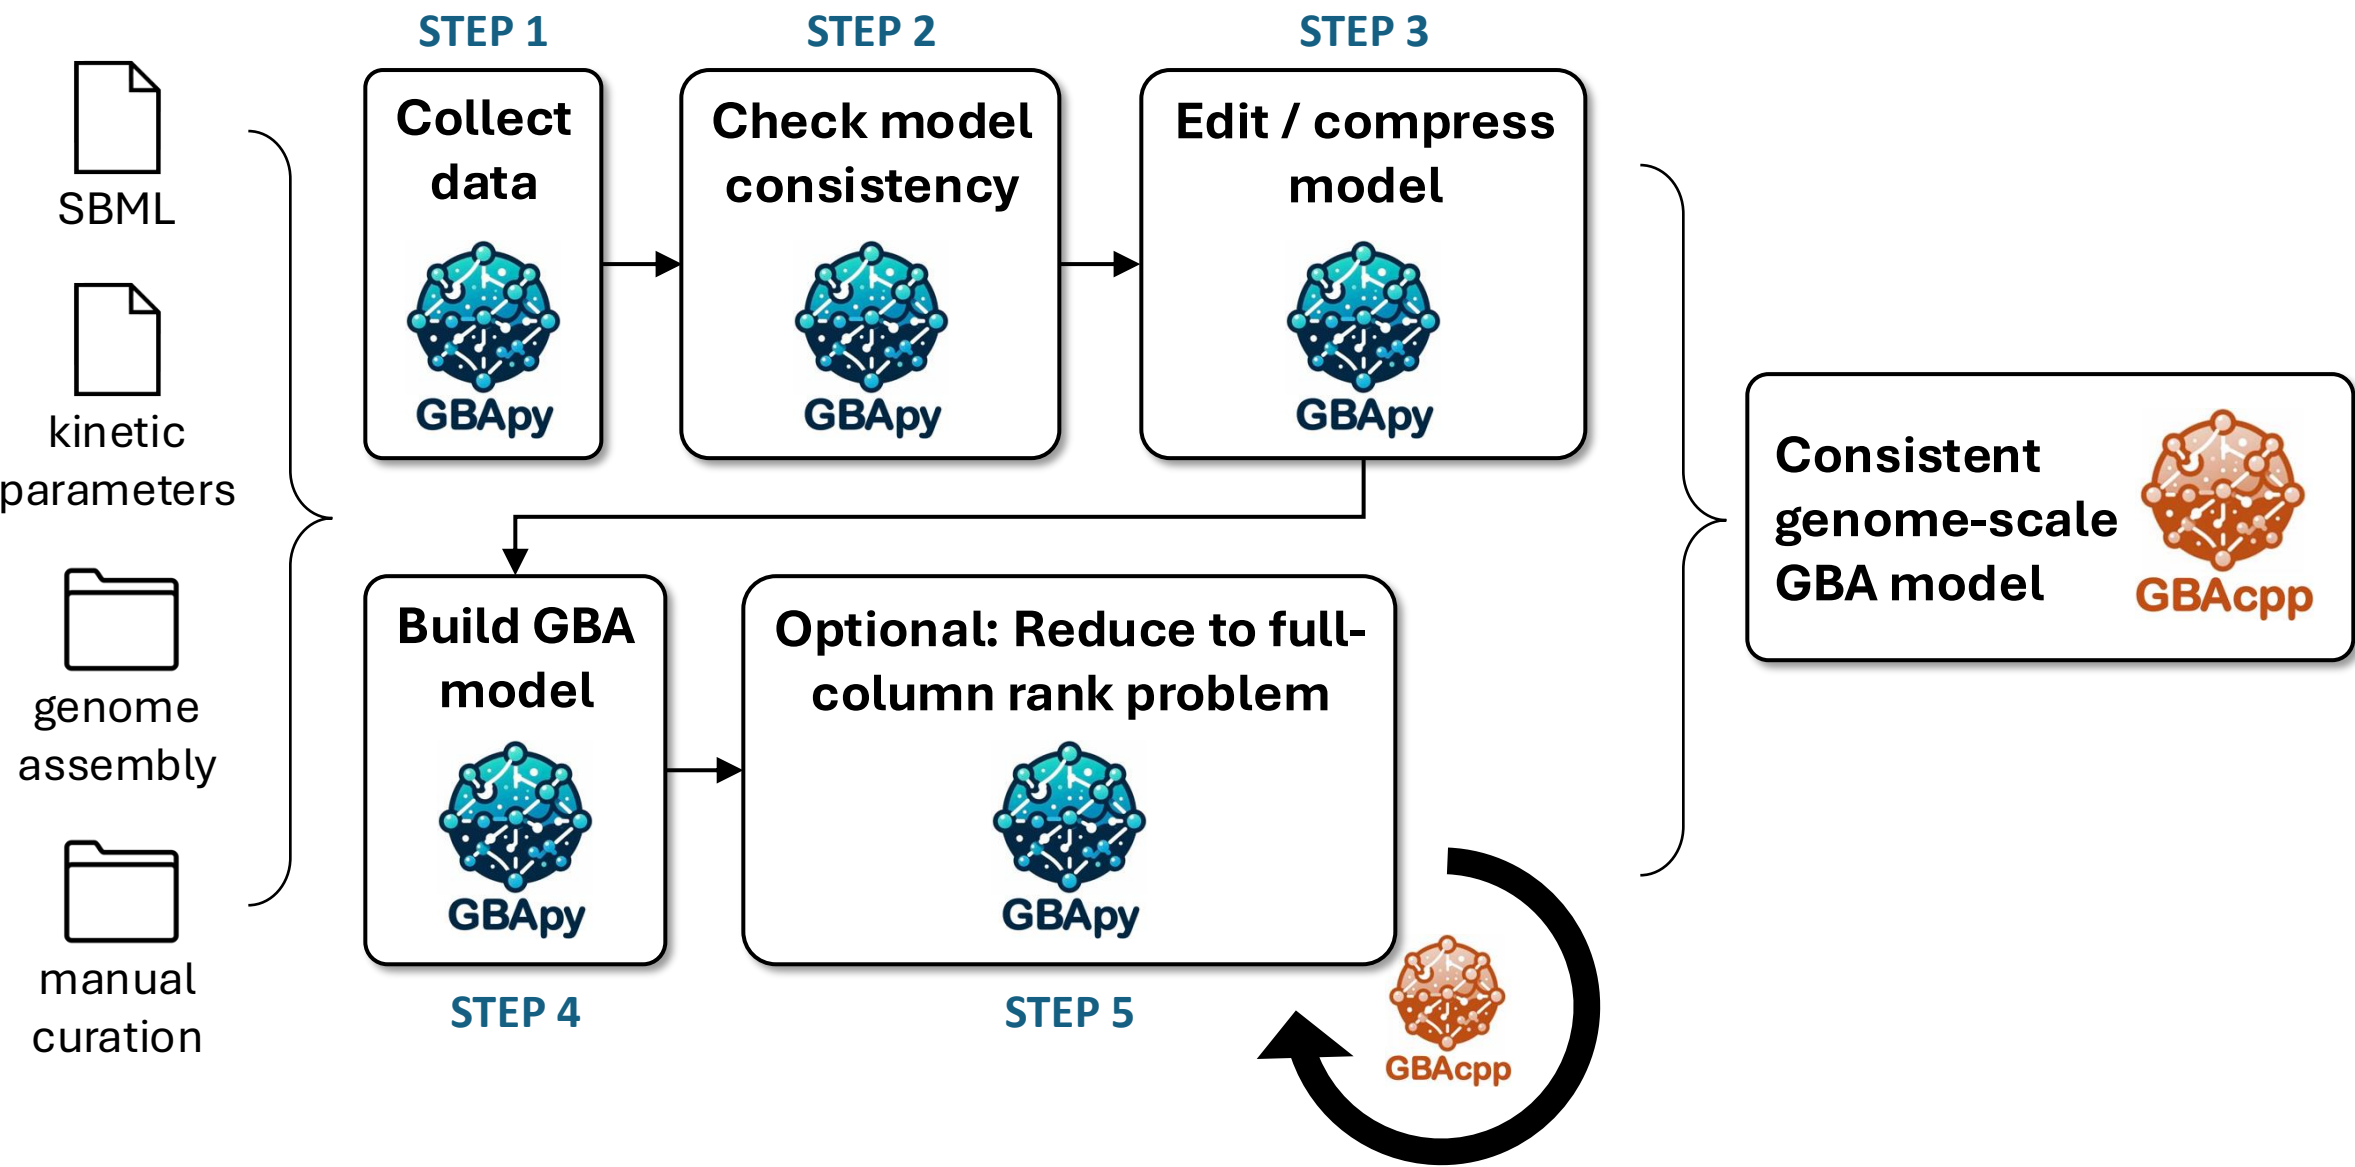 SBML
kinetic
parameters
genome
assembly
manual
curation
STEP 1
Collect
data
GBApy
STEP 2
Check model
consistency
GBApy
STEP 3
Edit / compress
model
GBApy
Build GBA
model
GBApy
STEP 4
Optional: Reduce to full-
column rank problem
GBApy
STEP 5
GBAcpp
Consistent
genome-scale
GBA model
GBAcpp